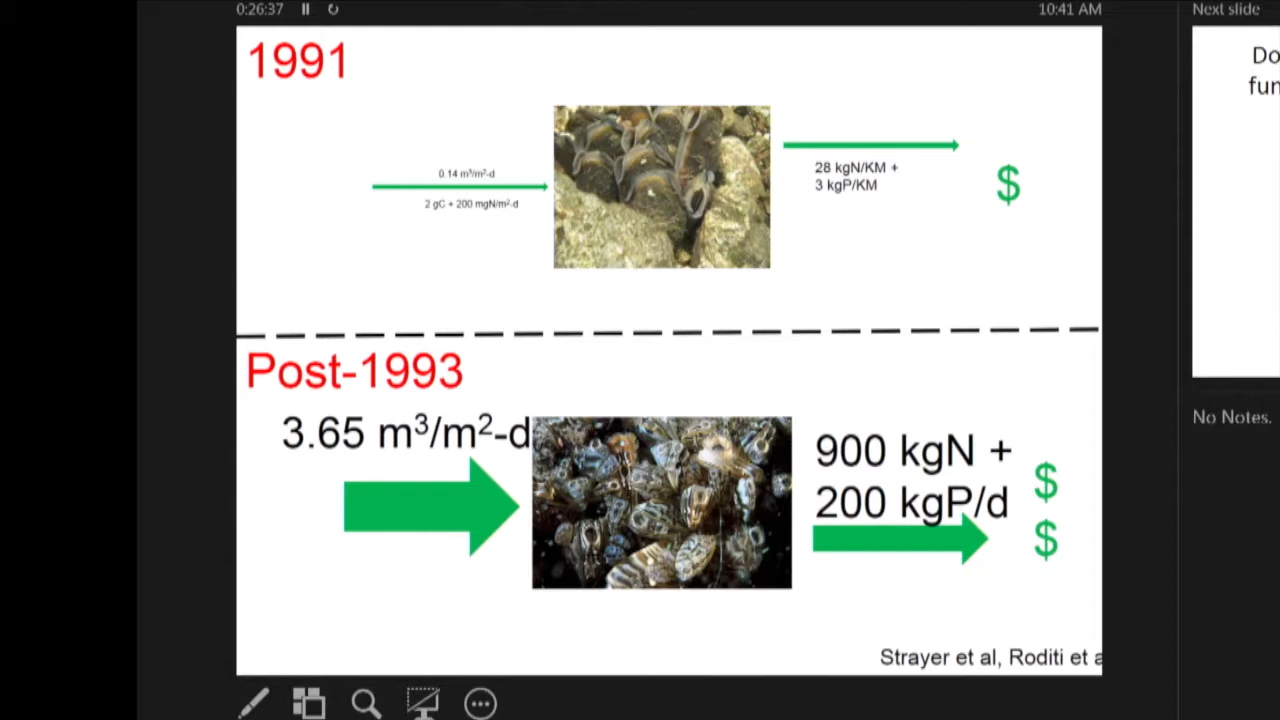 0:26:37
10:41 AM
Next slide
1991
0.14 m³/m²-d
2 gC + 200 mgN/m²-d
28 kgN/KM +
3 kgP/KM
$
Do
fun
Post-1993
3.65 m³/m²-d
900 kgN +
200 kgP/d
$
$
No Notes.
Strayer et al, Roditi et a